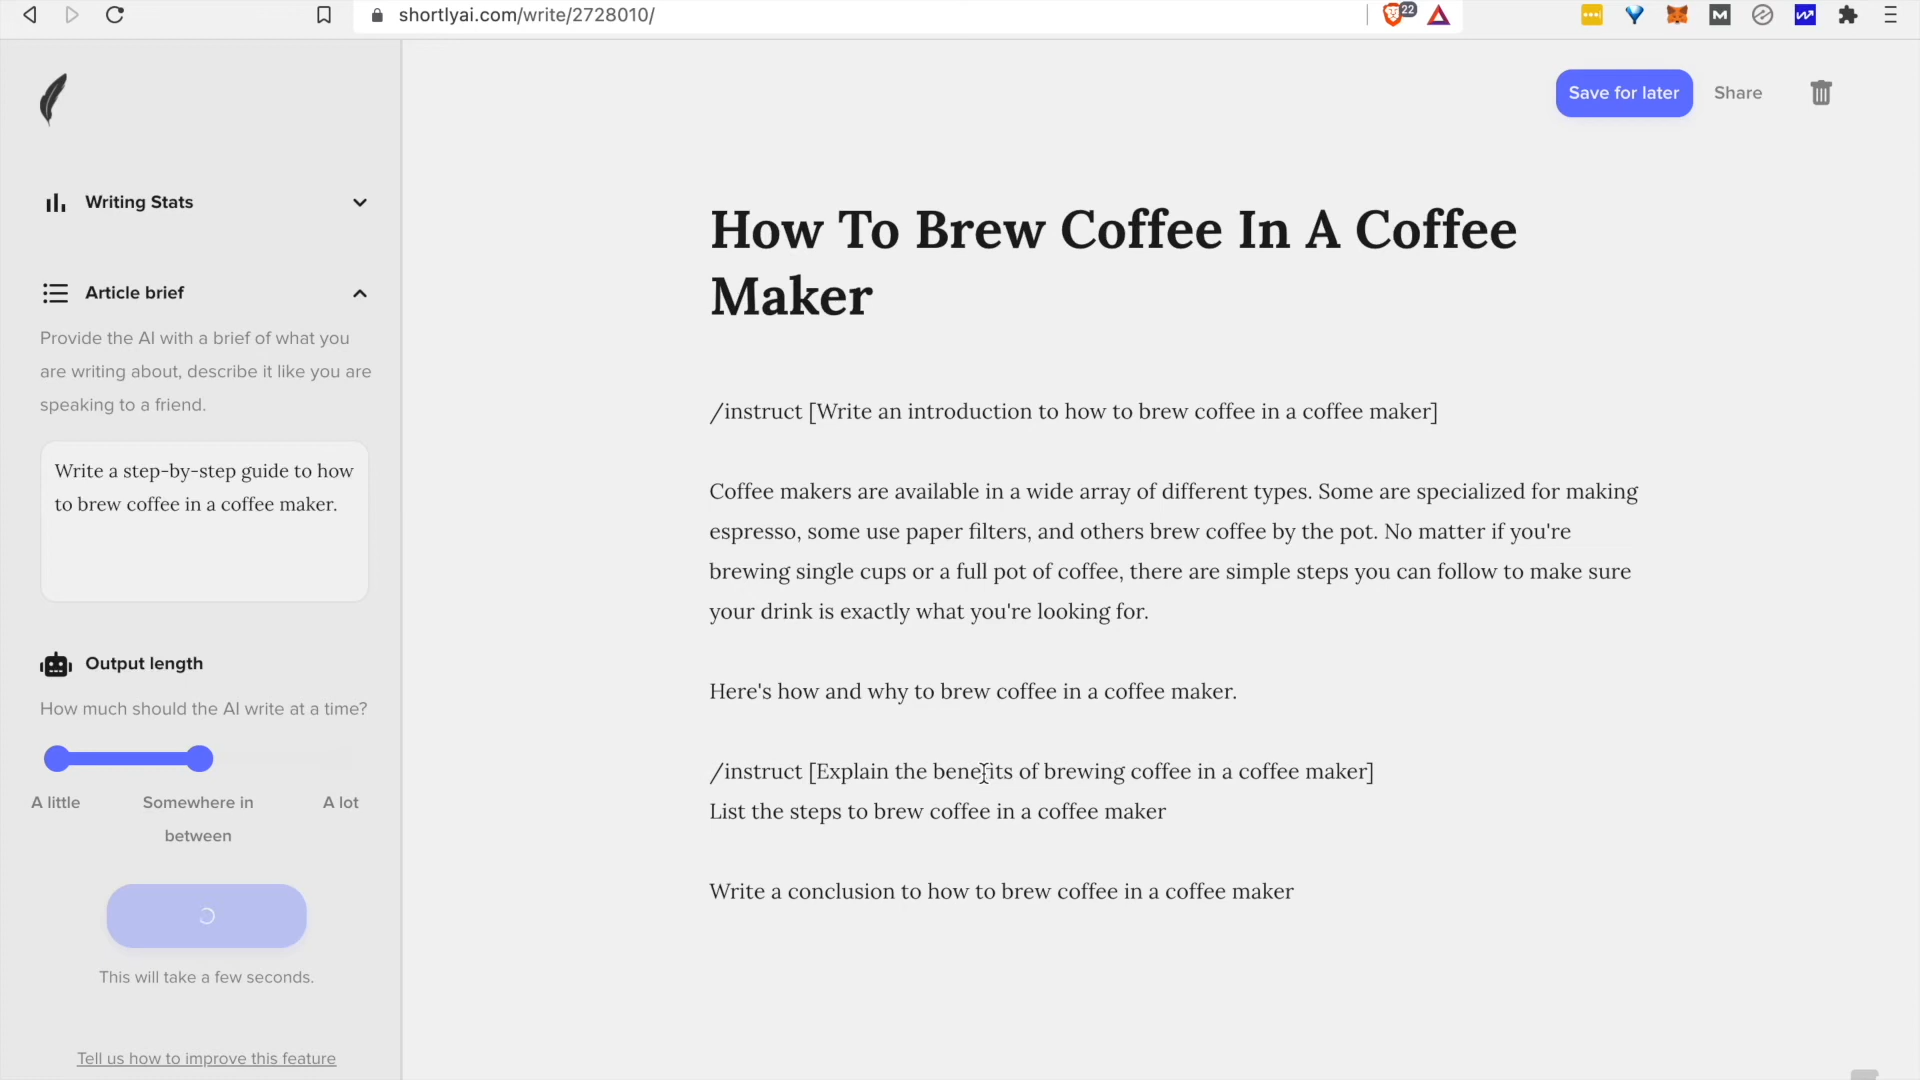 shortlyai.com/write/2728010/
22
Save for later
Share
Writing Stats
Article brief
Provide the AI with a brief of what you
are writing about, describe it like you are
speaking to a friend.
Write a step-by-step guide to how
to brew coffee in a coffee maker.
Output length
How much should the AI write at a time?
A little
Somewhere in
between
A lot
This will take a few seconds.
Tell us how to improve this feature
How To Brew Coffee In A Coffee
Maker
/instruct [Write an introduction to how to brew coffee in a coffee maker]
Coffee makers are available in a wide array of different types. Some are specialized for making
espresso, some use paper filters, and others brew coffee by the pot. No matter if you're
brewing single cups or a full pot of coffee, there are simple steps you can follow to make sure
your drink is exactly what you're looking for.
Here's how and why to brew coffee in a coffee maker.
/instruct [Explain the benefits of brewing coffee in a coffee maker]
List the steps to brew coffee in a coffee maker
Write a conclusion to how to brew coffee in a coffee maker